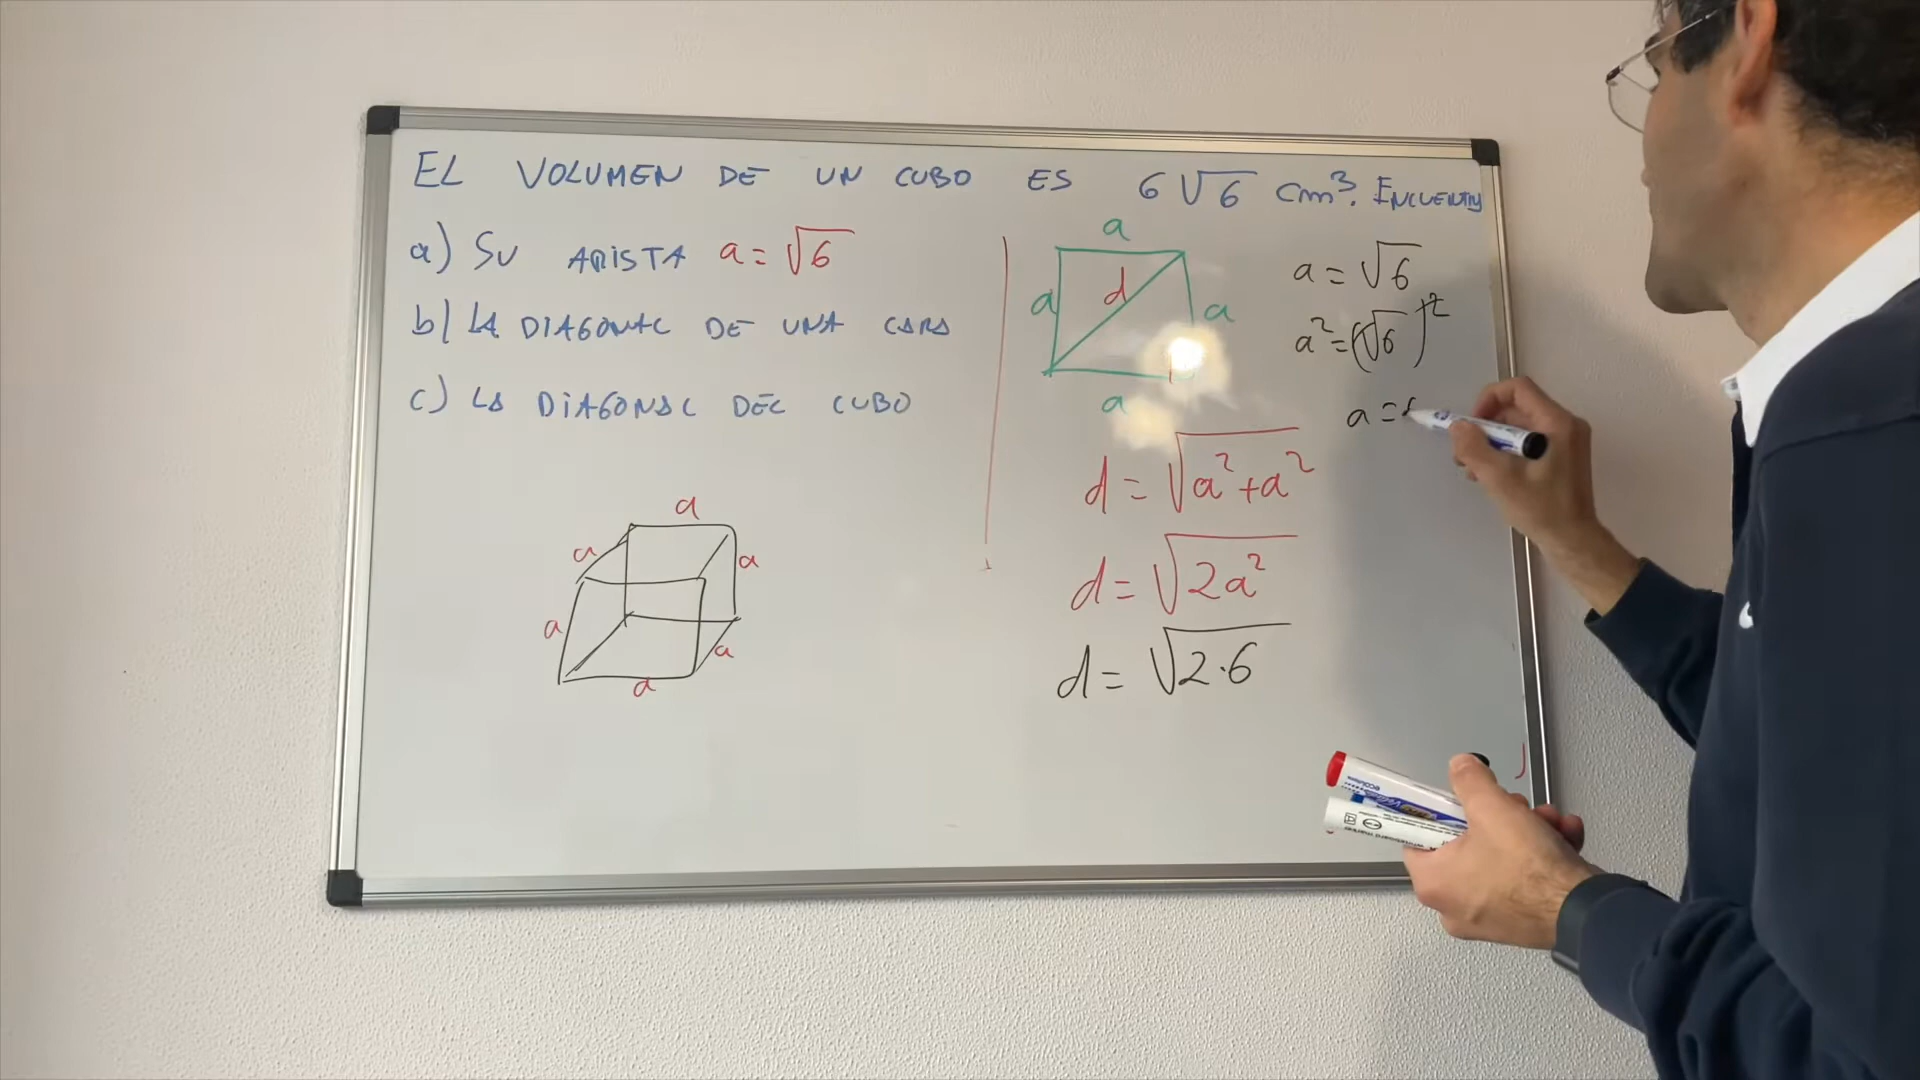 EL VOLUMEN DE UN CUBO ES 6√6 cm³. ENCUENTRA
a) SU ARISTA a = √6
b) LA DIAGONAL DE UNA CARA
c) LA DIAGONAL DEL CUBO
a
a
a
a
a
a
a
d
a
a
a
d = √a²+a²
d = √2a²
d = √2·6
a = √6
a² = (√6)²
a =